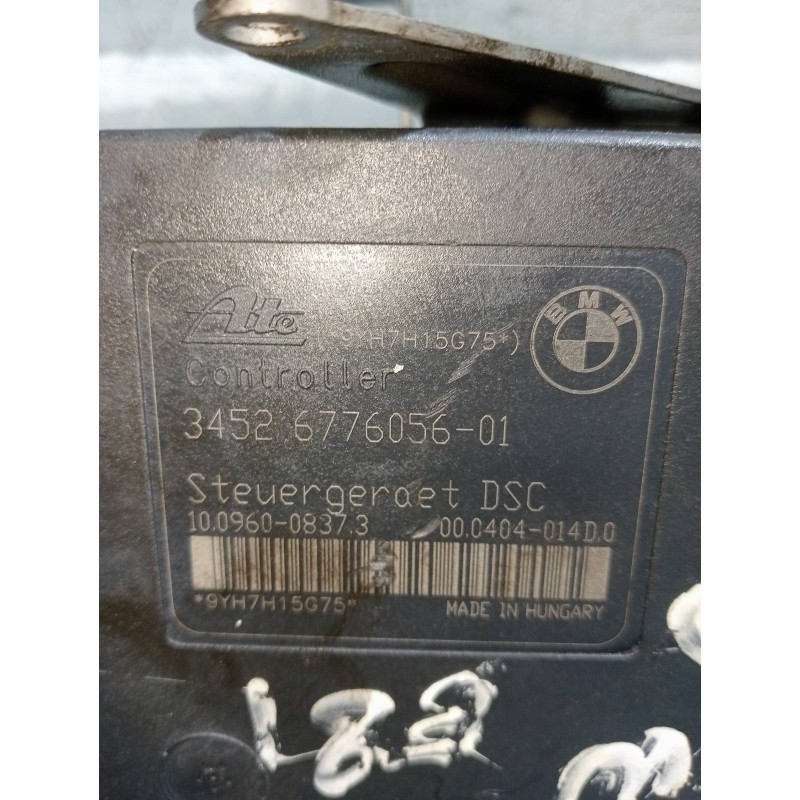 Ate (*9YH7H15G75*) BMW
Controller
3452 6776056-01
Steuergeraet DSC
10.0960-0837.3 00.0404-014D.0
*9YH7H15G75* MADE IN HUNGARY